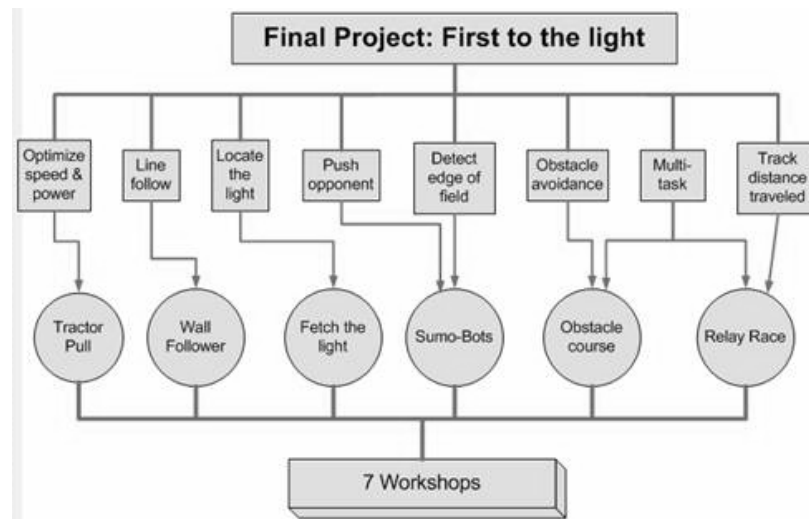 Final Project: First to the light
Optimize
speed &
power
Line
follow
Locate
the
light
Push
opponent
Detect
edge of
field
Obstacle
avoidance
Multi-
task
Track
distance
traveled
Tractor
Pull
Wall
Follower
Fetch the
light
Sumo-Bots
Obstacle
course
Relay Race
7 Workshops